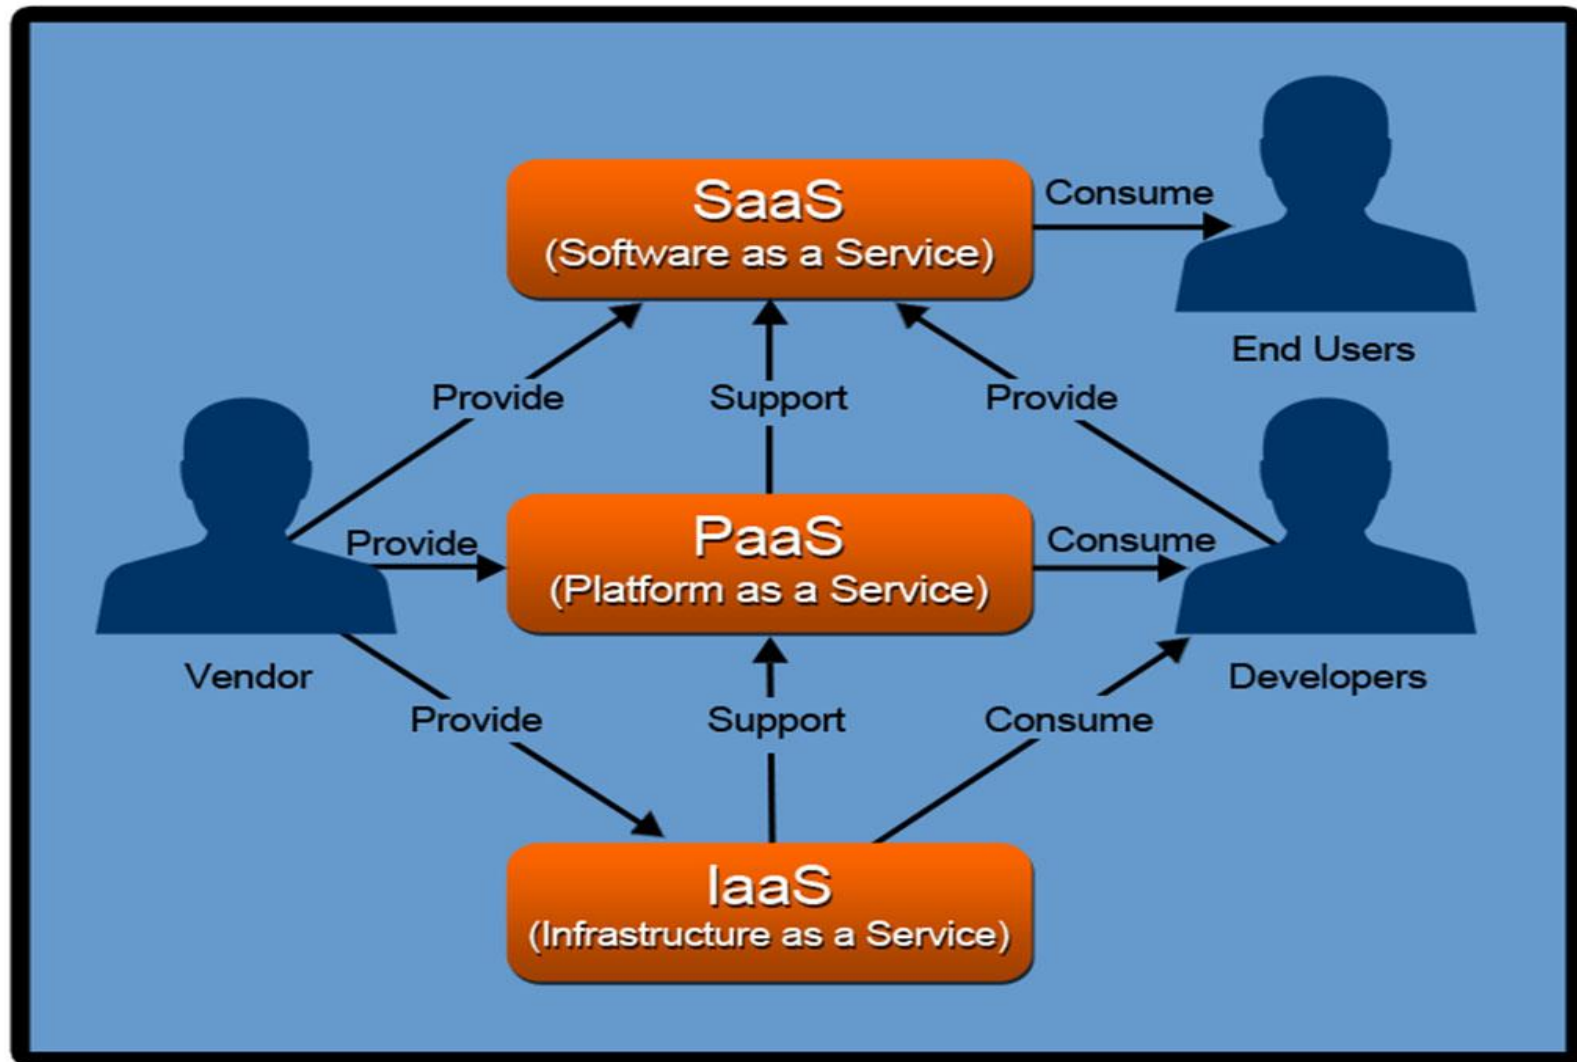 SaaS
(Software as a Service)
Consume
End Users
Provide
Support
Provide
Vendor
Provide
PaaS
(Platform as a Service)
Consume
Developers
Provide
Support
Consume
IaaS
(Infrastructure as a Service)